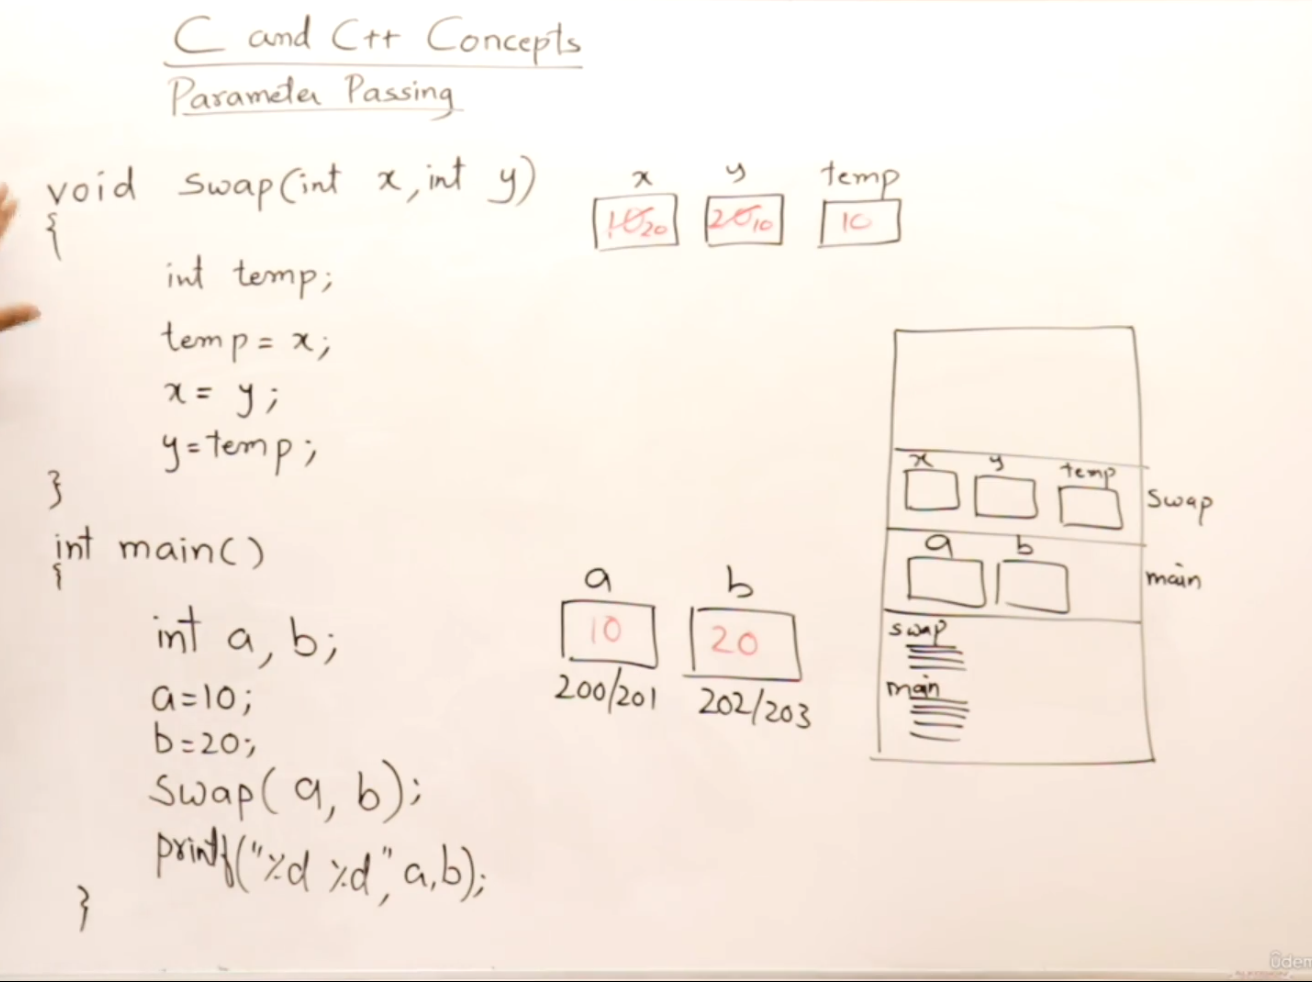 C and C++ Concepts
Parameter Passing
void swap(int x, int y)
{
int temp;
temp = x;
x = y;
y = temp;
}
int main()
{
int a, b;
a=10;
b=20;
swap( a, b);
printf("%d %d", a,b);
}
x y temp
10 20 20 10 10
a b
10 20
200/201 202/203
x y temp
swap
a b
main
swap
main